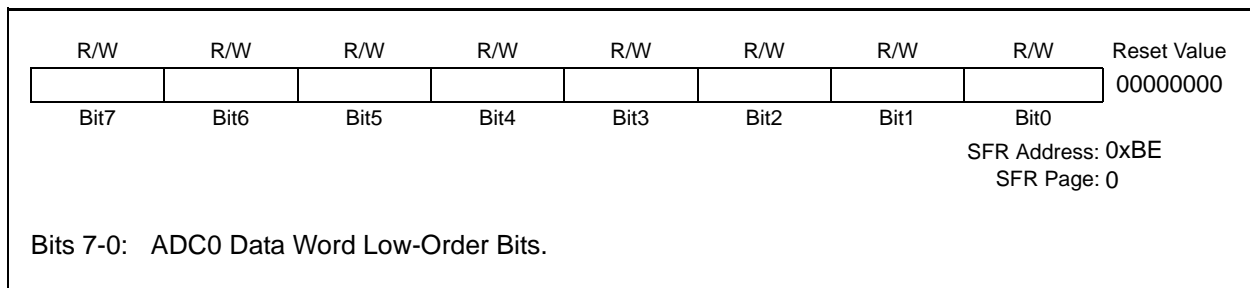 R/W R/W R/W R/W R/W R/W R/W R/W Reset Value
00000000
Bit7 Bit6 Bit5 Bit4 Bit3 Bit2 Bit1 Bit0
SFR Address: 0xBE
SFR Page: 0
Bits 7-0: ADC0 Data Word Low-Order Bits.